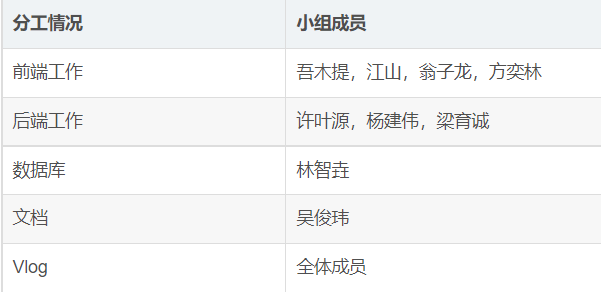 分工情况 小组成员
前端工作 吾木提，江山，翁子龙，方奕林
后端工作 许叶源，杨建伟，梁育诚
数据库 林智垚
文档 吴俊玮
Vlog 全体成员